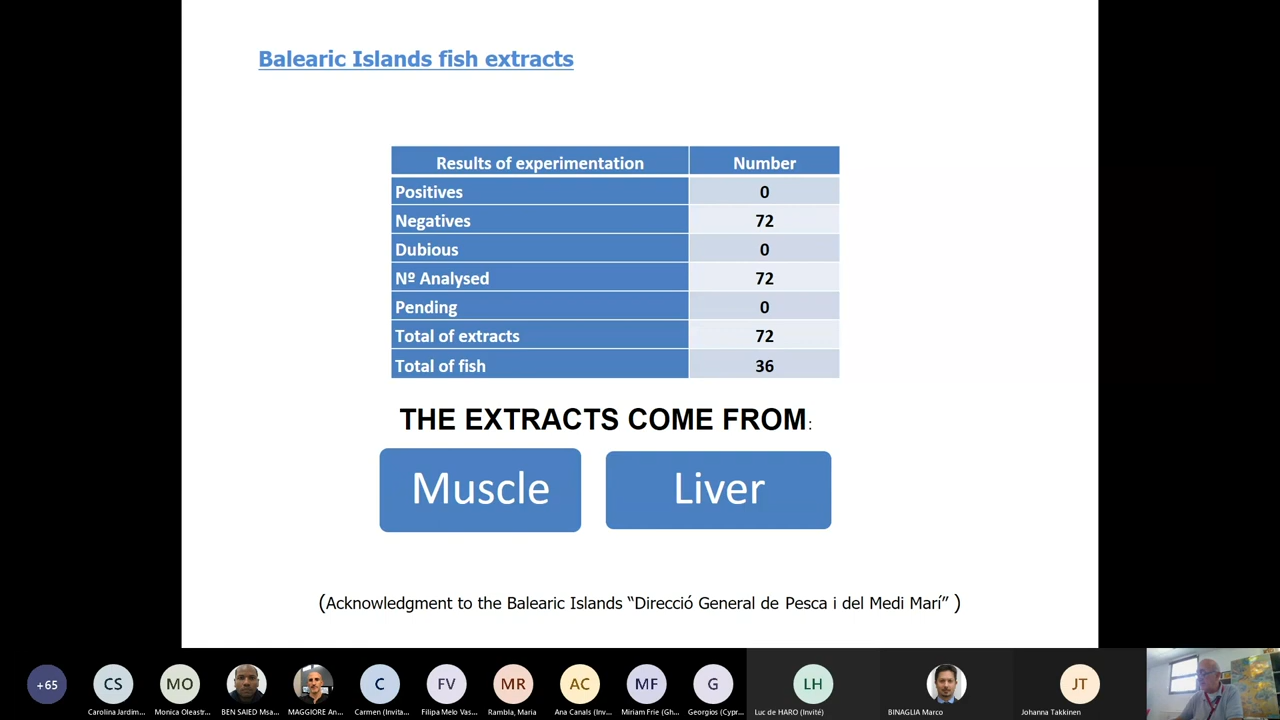 Balearic Islands fish extracts
Results of experimentation Number
Positives 0
Negatives 72
Dubious 0
Nº Analysed 72
Pending 0
Total of extracts 72
Total of fish 36
THE EXTRACTS COME FROM:
Muscle Liver
(Acknowledgment to the Balearic Islands “Direcció General de Pesca i del Medi Marí” )
+65 CS MO C FV MR AC MF G LH JT
Carolina Jardim... Monica Oleastr... BEN SAIED Msa... MAGGIORE An... Carmen (Invita... Filipa Melo Vas... Rambla, Maria Ana Canals (Inv... Miriam Frie (Gh... Georgios (Cypr... Luc de HARO (Invité) BINAGLIA Marco Johanna Takkinen